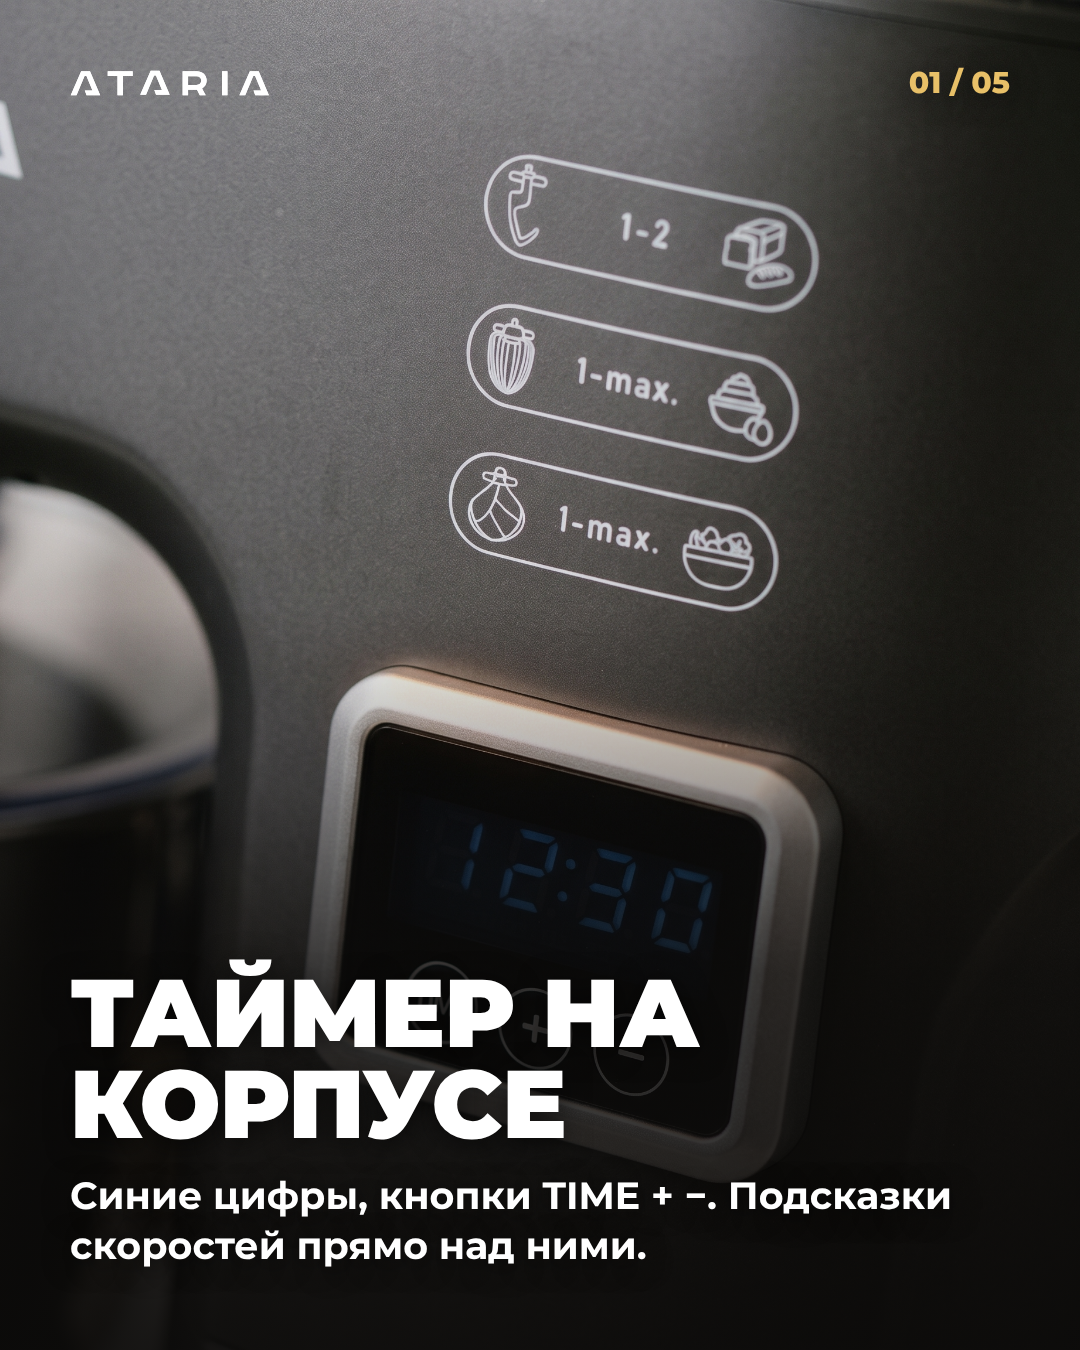 ATARIA
01 / 05
1-2
1-max.
1-max.
12:30
+
−
ТАЙМЕР НА
КОРПУСЕ
Синие цифры, кнопки TIME + −. Подсказки
скоростей прямо над ними.